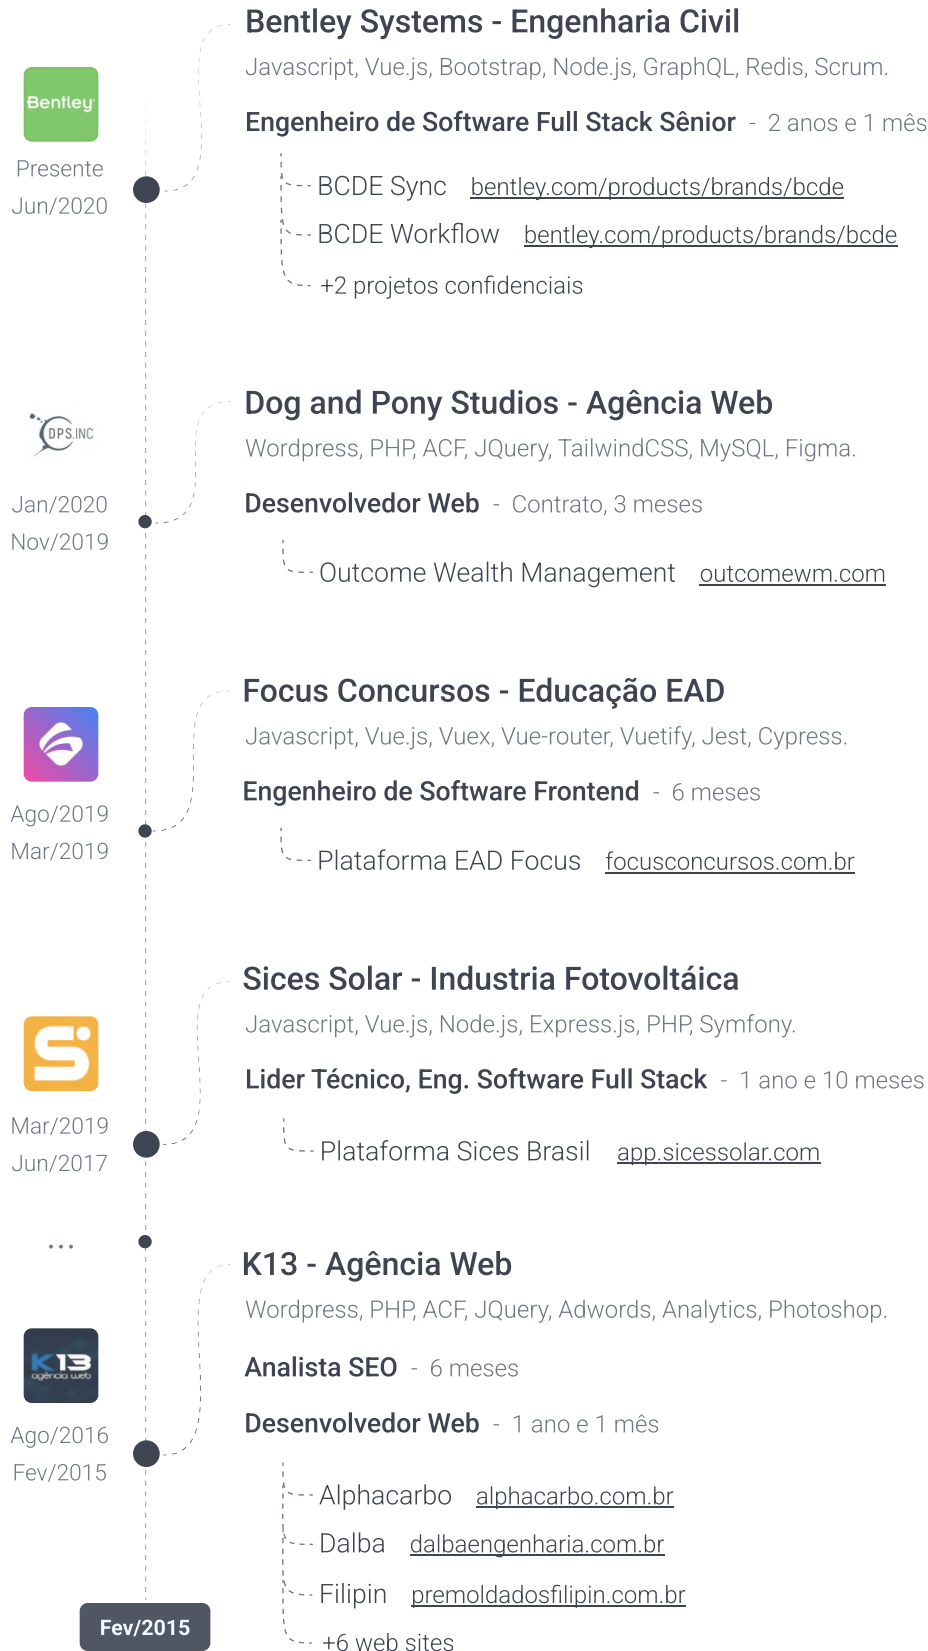 Bentley Systems - Engenharia Civil
Javascript, Vue.js, Bootstrap, Node.js, GraphQL, Redis, Scrum.
Bentley
Engenheiro de Software Full Stack Sênior - 2 anos e 1 mês
Presente
Jun/2020
BCDE Sync bentley.com/products/brands/bcde
BCDE Workflow bentley.com/products/brands/bcde
+2 projetos confidenciais
Dog and Pony Studios - Agência Web
DPS.INC
Wordpress, PHP, ACF, JQuery, TailwindCSS, MySQL, Figma.
Jan/2020
Nov/2019
Desenvolvedor Web - Contrato, 3 meses
Outcome Wealth Management outcomewm.com
Focus Concursos - Educação EAD
Javascript, Vue.js, Vuex, Vue-router, Vuetify, Jest, Cypress.
Engenheiro de Software Frontend - 6 meses
Ago/2019
Mar/2019
Plataforma EAD Focus focusconcursos.com.br
Sices Solar - Industria Fotovoltáica
Javascript, Vue.js, Node.js, Express.js, PHP, Symfony.
S
Lider Técnico, Eng. Software Full Stack - 1 ano e 10 meses
Mar/2019
Jun/2017
Plataforma Sices Brasil app.sicessolar.com
...
K13 - Agência Web
Wordpress, PHP, ACF, JQuery, Adwords, Analytics, Photoshop.
K13
agência web
Analista SEO - 6 meses
Desenvolvedor Web - 1 ano e 1 mês
Ago/2016
Fev/2015
Alphacarbo alphacarbo.com.br
Dalba dalbaengenharia.com.br
Filipin premoldadosfilipin.com.br
+6 web sites
Fev/2015